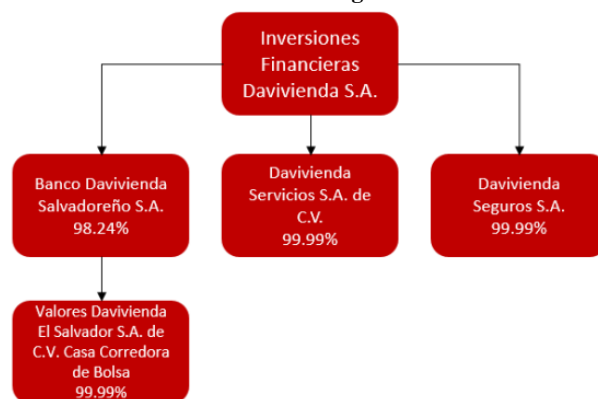 Inversiones
Financieras
Davivienda S.A.
Banco Davivienda
Salvadoreño S.A.
98.24%
Davivienda
Servicios S.A. de
C.V.
99.99%
Davivienda
Seguros S.A.
99.99%
Valores Davivienda
El Salvador S.A. de
C.V. Casa Corredora
de Bolsa
99.99%